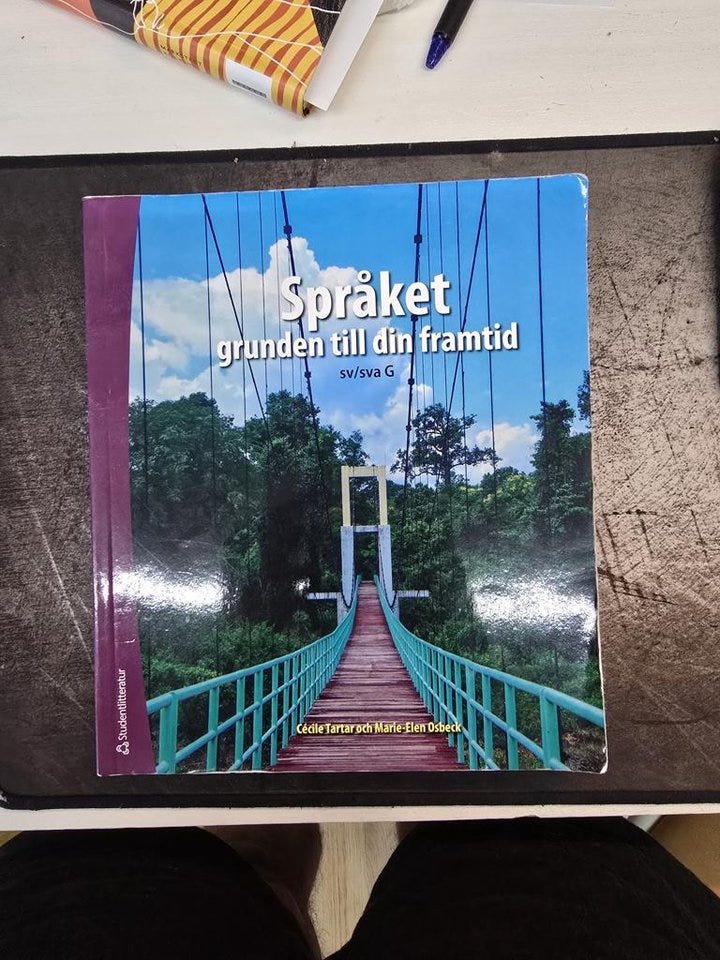 Språket
grunden till din framtid
sv/sva G
Cécile Tartar och Marie-Elen Osbeck
Studentlitteratur